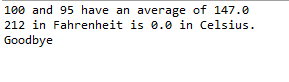 100 and 95 have an average of 147.0
212 in Fahrenheit is 0.0 in Celsius.
Goodbye